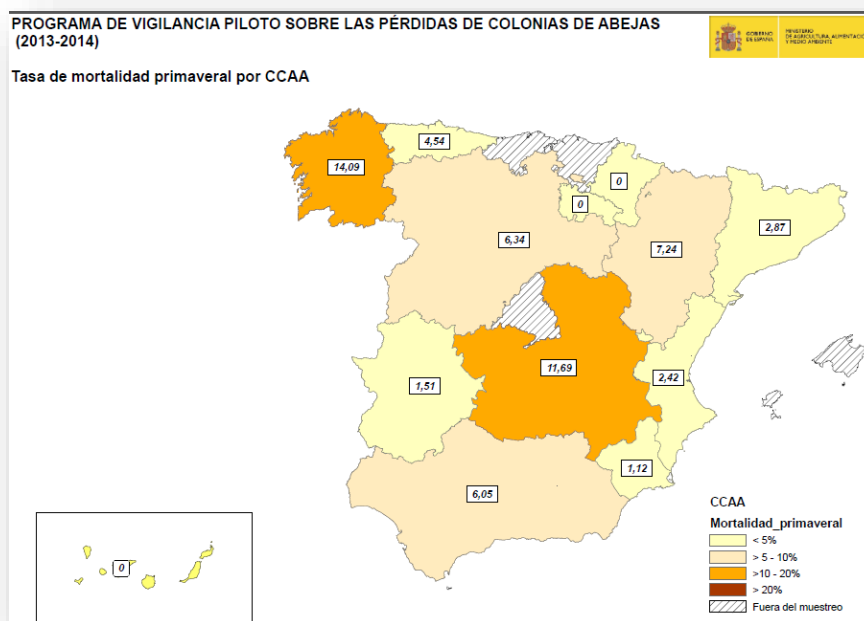 PROGRAMA DE VIGILANCIA PILOTO SOBRE LAS PÉRDIDAS DE COLONIAS DE ABEJAS
(2013-2014)
GOBIERNO
DE ESPAÑA
MINISTERIO
DE AGRICULTURA, ALIMENTACIÓ
Y MEDIO AMBIENTE
Tasa de mortalidad primaveral por CCAA
4,54
14,09
0
0
2,87
6,34
7,24
11,69
2,42
1,51
1,12
6,05
0
CCAA
Mortalidad_primaveral
< 5%
> 5 - 10%
>10 - 20%
> 20%
Fuera del muestreo